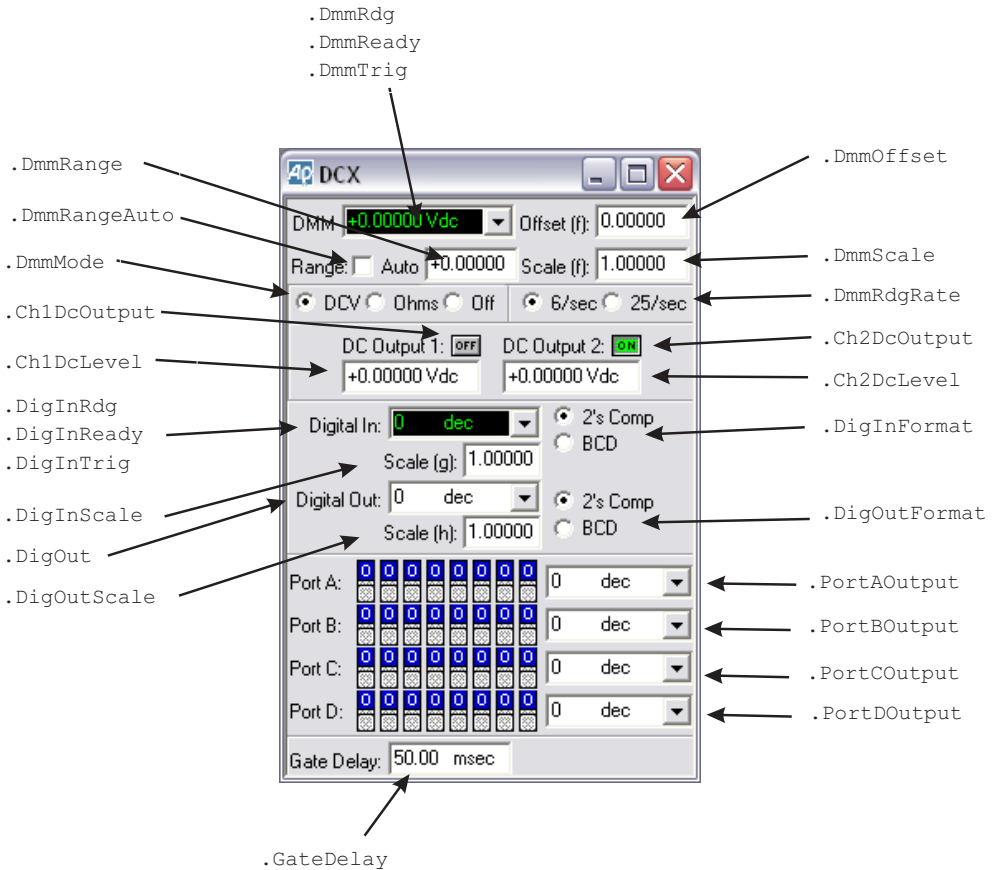 .DmmRdg
.DmmReady
.DmmTrig
.DmmRange
.DmmRangeAuto
.DmmMode
.Ch1DcOutput
.Ch1DcLevel
.DigInRdg
.DigInReady
.DigInTrig
.DigInScale
.DigOut
.DigOutScale
AP DCX
DMM +0.00000 Vdc Offset (f): 0.00000
Range: Auto +0.00000 Scale (f): 1.00000
DCV Ohms Off 6/sec 25/sec
DC Output 1: OFF DC Output 2: ON
+0.00000 Vdc +0.00000 Vdc
Digital In: 0 dec 2's Comp
BCD
Scale (g): 1.00000
Digital Out: 0 dec 2's Comp
BCD
Scale (h): 1.00000
Port A: 0 0 0 0 0 0 0 0 0 dec
Port B: 0 0 0 0 0 0 0 0 0 dec
Port C: 0 0 0 0 0 0 0 0 0 dec
Port D: 0 0 0 0 0 0 0 0 0 dec
Gate Delay: 50.00 msec
.DmmOffset
.DmmScale
.DmmRdgRate
.Ch2DcOutput
.Ch2DcLevel
.DigInFormat
.DigOutFormat
.PortAOutput
.PortBOutput
.PortCOutput
.PortDOutput
.GateDelay